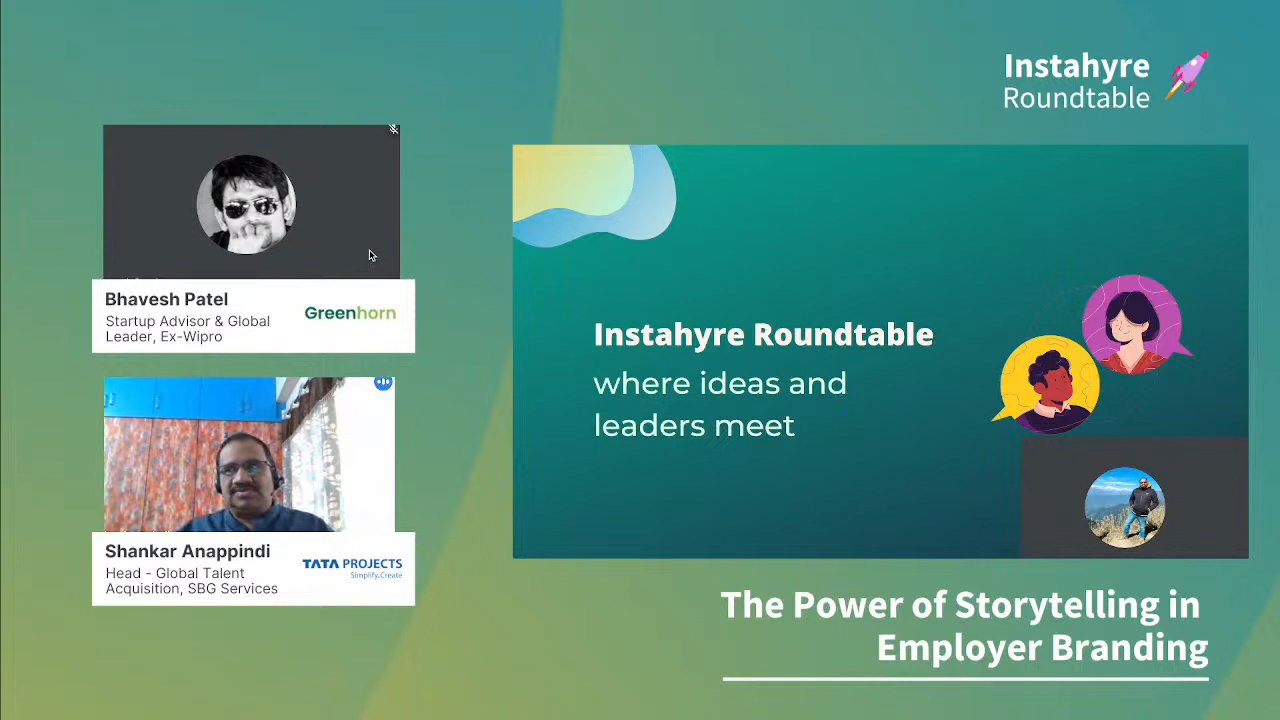 Instahyre
Roundtable
Bhavesh Patel
Startup Advisor & Global
Leader, Ex-Wipro
Greenhorn
Shankar Anappindi
Head - Global Talent
Acquisition, SBG Services
TATA PROJECTS
Simplify.Create
Instahyre Roundtable
where ideas and
leaders meet
The Power of Storytelling in
Employer Branding